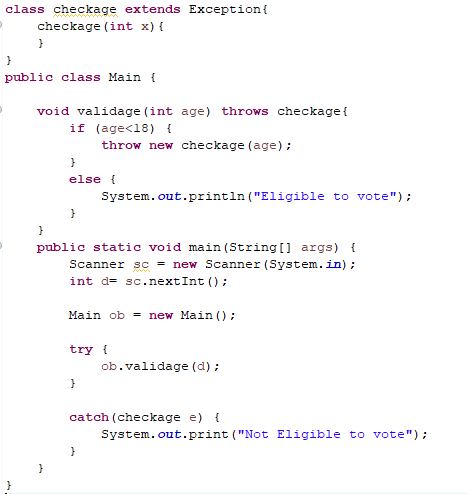 class checkage extends Exception{
    checkage(int x){
    }
}
public class Main {

    void validage(int age) throws checkage{
        if (age<18) {
            throw new checkage(age);
        }
        else {
            System.out.println("Eligible to vote");
        }
    }
    public static void main(String[] args) {
        Scanner sc = new Scanner(System.in);
        int d= sc.nextInt();

        Main ob = new Main();

        try {
            ob.validage(d);
        }

        catch(checkage e) {
            System.out.print("Not Eligible to vote");
        }
    }
}